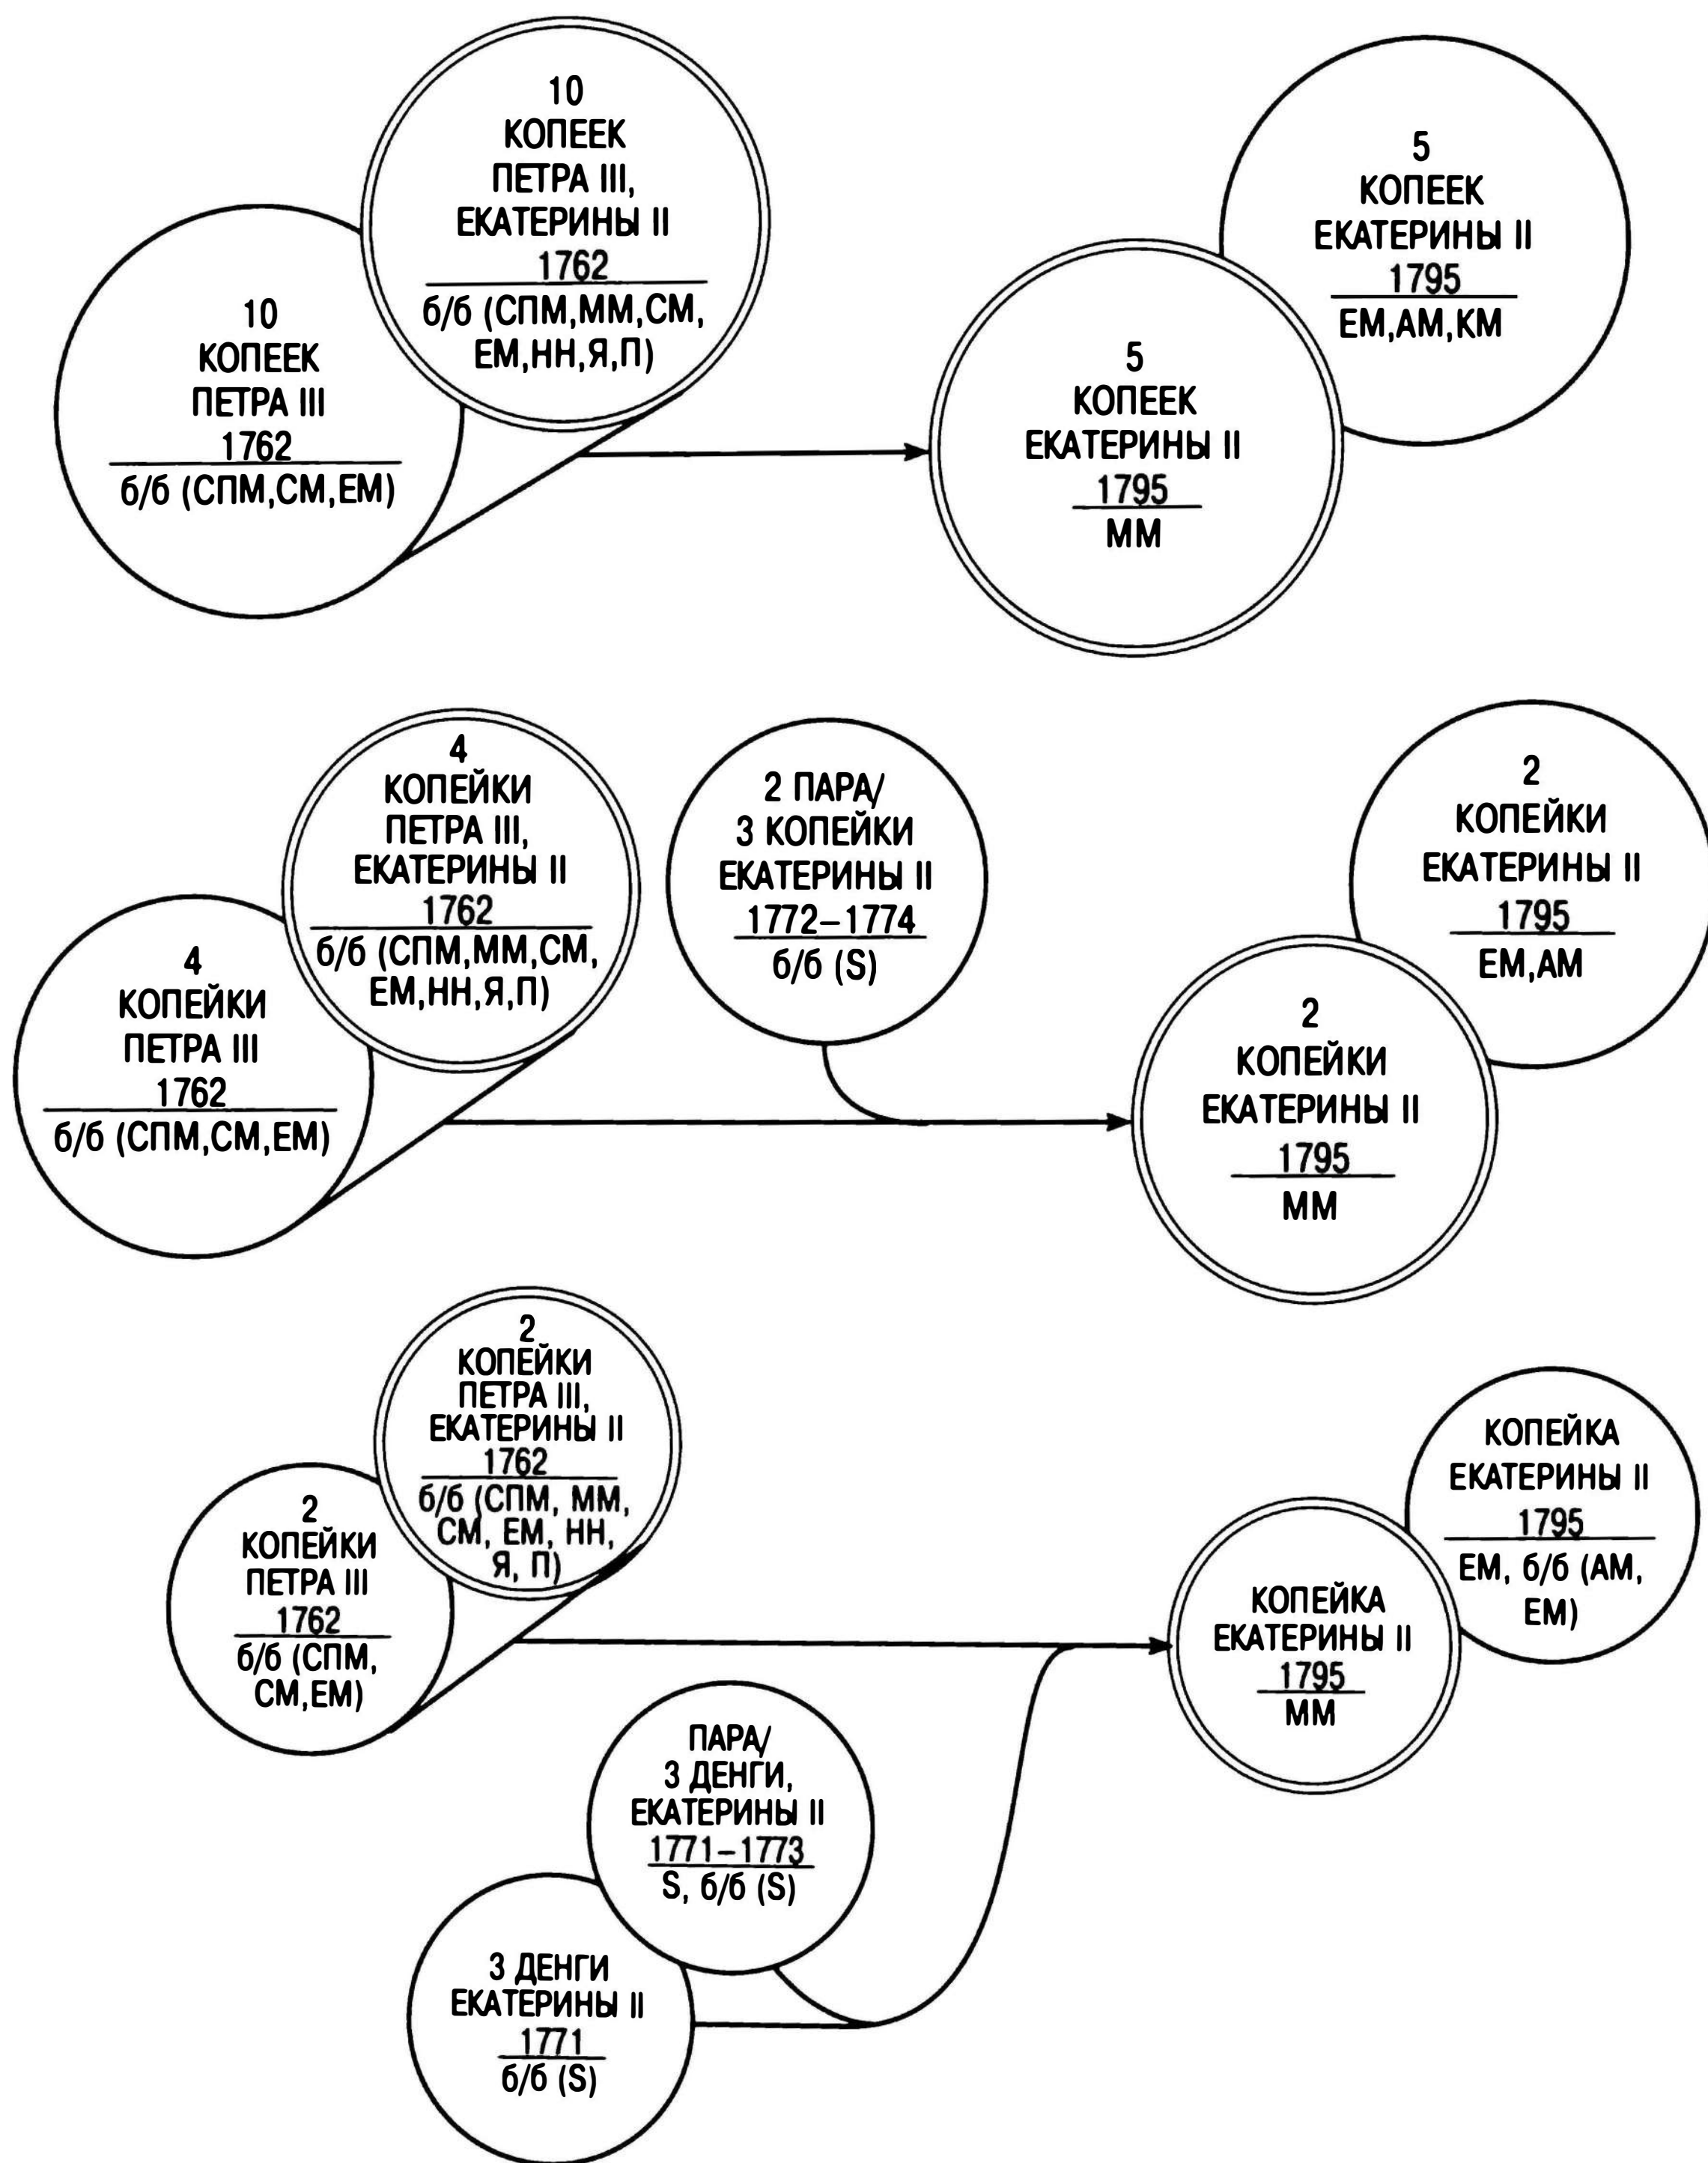 10
КОПЕЕК
ПЕТРА III,
ЕКАТЕРИНЫ II
1762
б/б (СПМ,ММ,СМ,
ЕМ,НН,Я,П)
10
КОПЕЕК
ПЕТРА III
1762
б/б (СПМ,СМ,ЕМ)
5
КОПЕЕК
ЕКАТЕРИНЫ II
1795
ЕМ,АМ,КМ
5
КОПЕЕК
ЕКАТЕРИНЫ II
1795
ММ
4
КОПЕЙКИ
ПЕТРА III,
ЕКАТЕРИНЫ II
1762
б/б (СПМ,ММ,СМ,
ЕМ,НН,Я,П)
4
КОПЕЙКИ
ПЕТРА III
1762
б/б (СПМ,СМ,ЕМ)
2 ПАРА/
3 КОПЕЙКИ
ЕКАТЕРИНЫ II
1772–1774
б/б (S)
2
КОПЕЙКИ
ЕКАТЕРИНЫ II
1795
ЕМ,АМ
2
КОПЕЙКИ
ЕКАТЕРИНЫ II
1795
ММ
2
КОПЕЙКИ
ПЕТРА III,
ЕКАТЕРИНЫ II
1762
б/б (СПМ, ММ,
СМ, ЕМ, НН,
Я, П)
2
КОПЕЙКИ
ПЕТРА III
1762
б/б (СПМ,
СМ,ЕМ)
КОПЕЙКА
ЕКАТЕРИНЫ II
1795
ЕМ, б/б (АМ,
ЕМ)
КОПЕЙКА
ЕКАТЕРИНЫ II
1795
ММ
ПАРА/
3 ДЕНГИ,
ЕКАТЕРИНЫ II
1771–1773
S, б/б (S)
3 ДЕНГИ
ЕКАТЕРИНЫ II
1771
б/б (S)